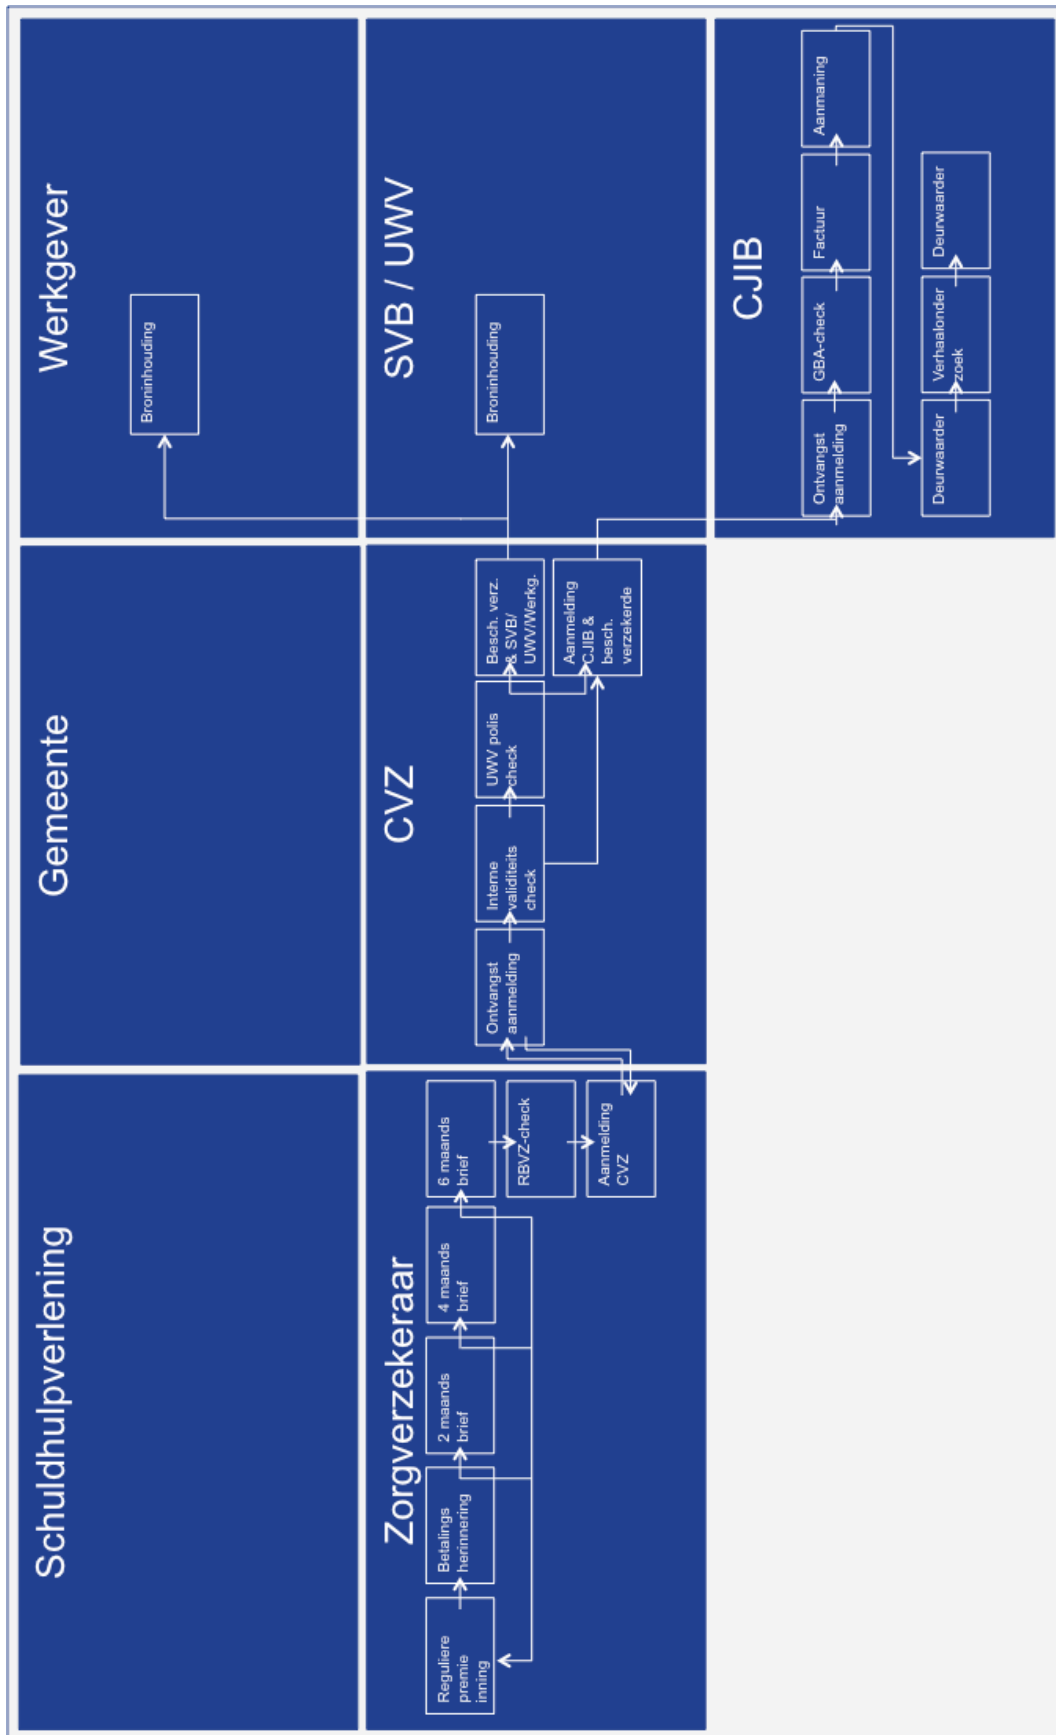 Schuldhulpverlening
Gemeente
Werkgever
Broninhouding
Zorgverzekeraar
Reguliere
premie
inning
Betalings
herinnering
2 maands
brief
4 maands
brief
6 maands
brief
RBVZ-check
Aanmelding
CVZ
CVZ
Ontvangst
aanmelding
Interne
validiteits
check
UWV polis
check
Besch. verz.
& SVB/
UWV/Werkg.
Aanmelding
CJIB &
besch.
verzekerde
SVB / UWV
Broninhouding
CJIB
Ontvangst
aanmelding
GBA-check
Factuur
Aanmaning
Deurwaarder
Verhaalonder
zoek
Deurwaarder